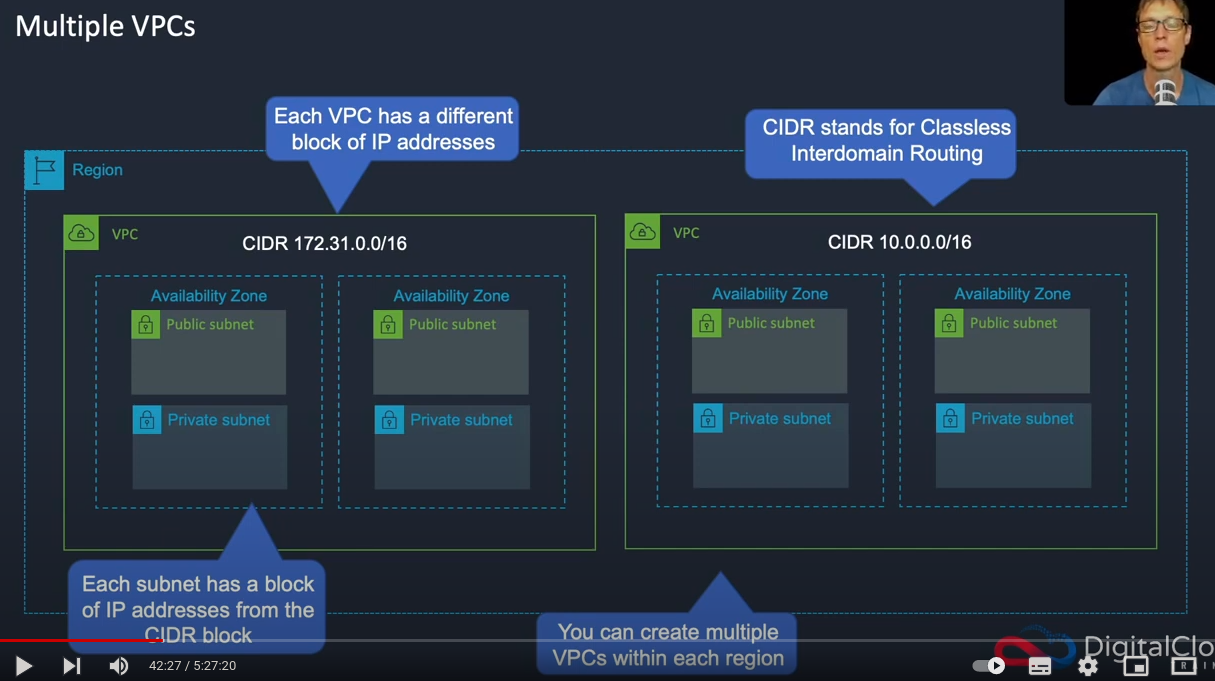 Multiple VPCs
Each VPC has a different
block of IP addresses
CIDR stands for Classless
Interdomain Routing
Region
VPC
CIDR 172.31.0.0/16
VPC
CIDR 10.0.0.0/16
Availability Zone
Availability Zone
Availability Zone
Availability Zone
Public subnet
Public subnet
Public subnet
Public subnet
Private subnet
Private subnet
Private subnet
Private subnet
Each subnet has a block
of IP addresses from the
CIDR block
You can create multiple
VPCs within each region
DigitalClo
42:27 / 5:27:20